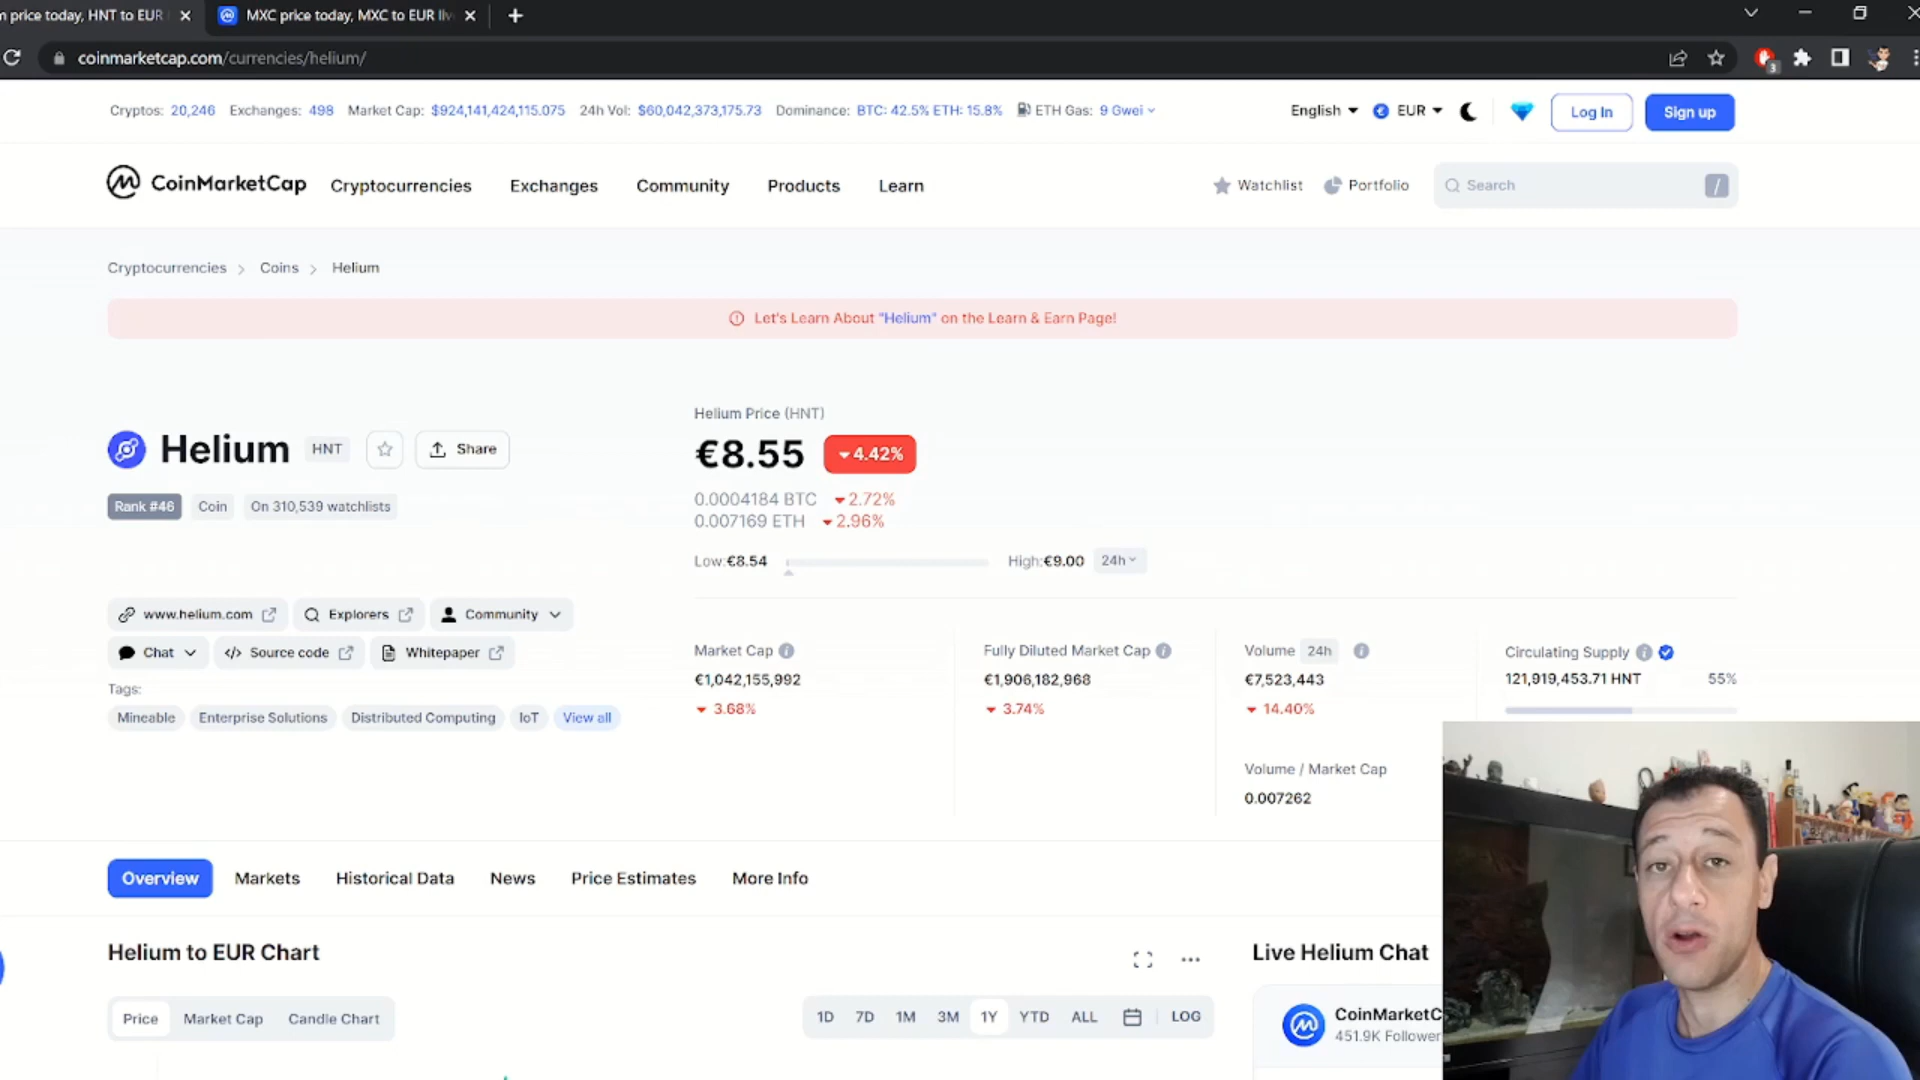 m price today, HNT to EUR
MXC price today, MXC to EUR liv
coinmarketcap.com/currencies/helium/
3
Cryptos: 20,246 Exchanges: 498 Market Cap: $924,141,424,115.075 24h Vol: $60,042,373,175.73 Dominance: BTC: 42.5% ETH: 15.8% ETH Gas: 9 Gwei
English EUR Log In Sign up
CoinMarketCap Cryptocurrencies Exchanges Community Products Learn
Watchlist Portfolio Search /
Cryptocurrencies Coins Helium
Let's Learn About "Helium" on the Learn & Earn Page!
Helium HNT Share
Rank #46 Coin On 310,539 watchlists
Helium Price (HNT)
€8.55 4.42%
0.0004184 BTC 2.72%
0.007169 ETH 2.96%
Low:€8.54 High:€9.00 24h
www.helium.com Explorers Community
Chat </> Source code Whitepaper
Tags:
Mineable Enterprise Solutions Distributed Computing IoT View all
Market Cap
€1,042,155,992
3.68%
Fully Diluted Market Cap
€1,906,182,968
3.74%
Volume 24h
€7,523,443
14.40%
Volume / Market Cap
0.007262
Circulating Supply
121,919,453.71 HNT 55%
Overview Markets Historical Data News Price Estimates More Info
Helium to EUR Chart
Price Market Cap Candle Chart
1D 7D 1M 3M 1Y YTD ALL LOG
Live Helium Chat
CoinMarketC
451.9K Follower